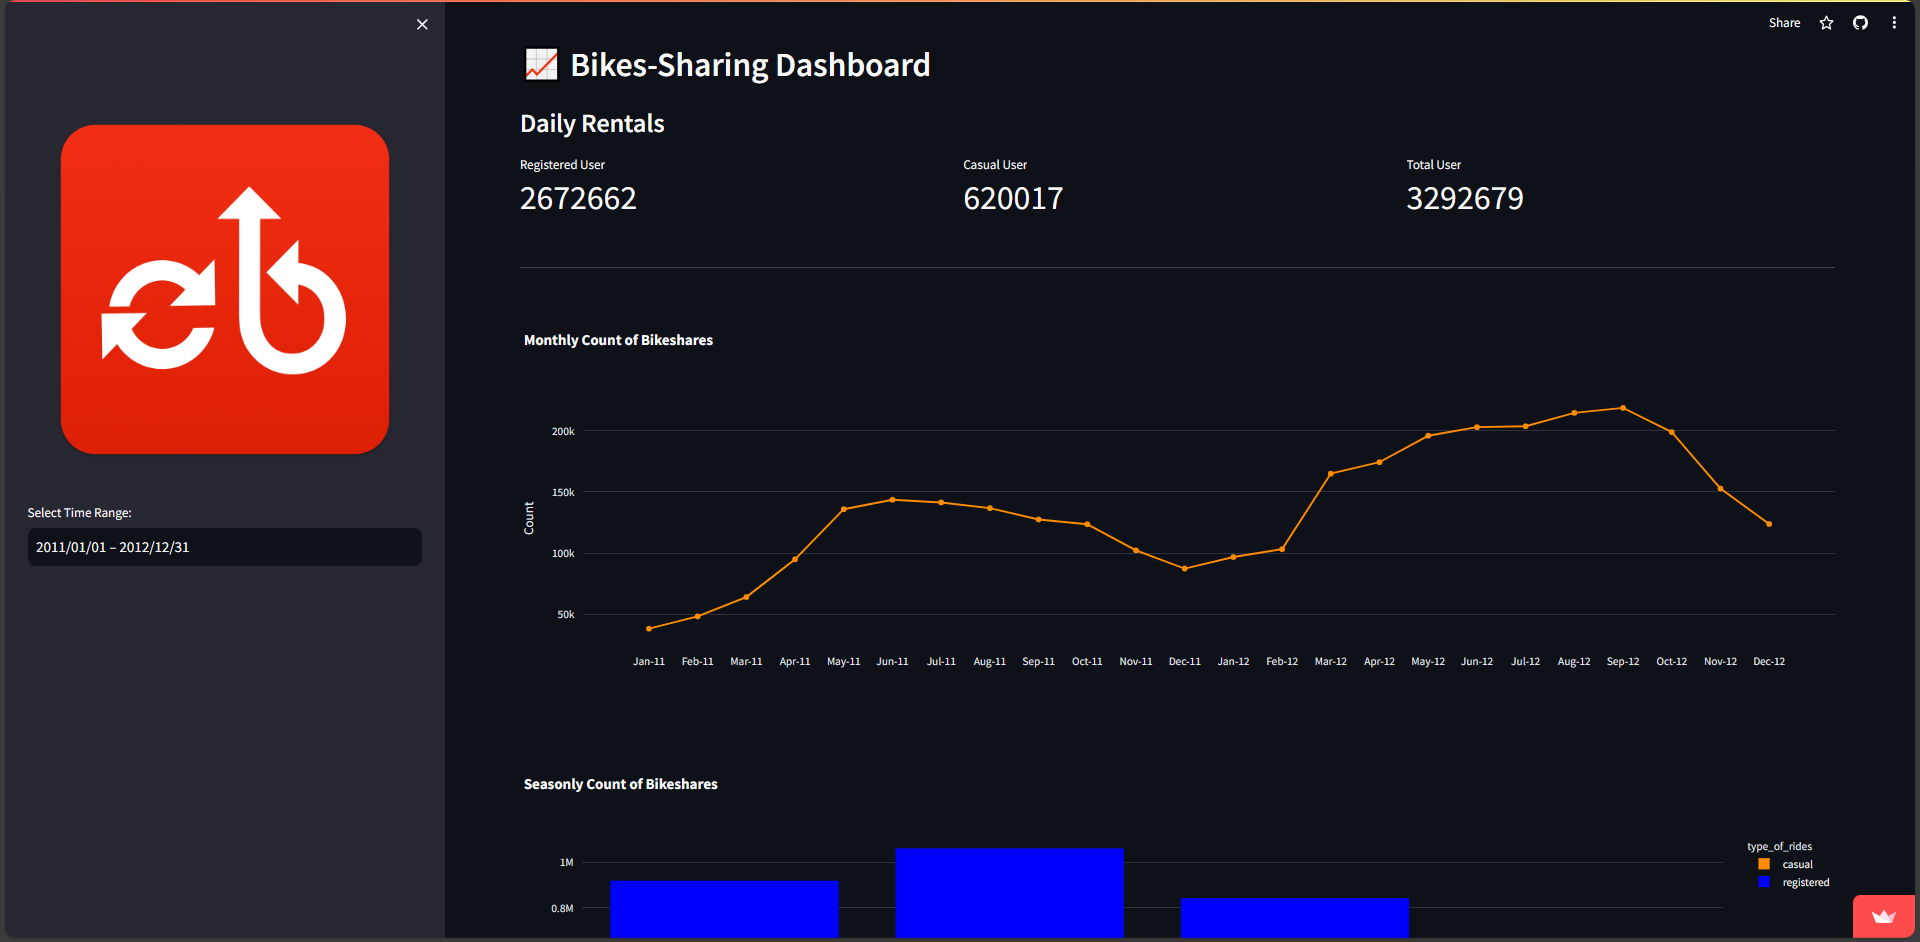 Share
Bikes-Sharing Dashboard
Daily Rentals
Registered User
2672662
Casual User
620017
Total User
3292679
Select Time Range:
2011/01/01 – 2012/12/31
Monthly Count of Bikeshares
Count
200k
150k
100k
50k
Jan-11 Feb-11 Mar-11 Apr-11 May-11 Jun-11 Jul-11 Aug-11 Sep-11 Oct-11 Nov-11 Dec-11 Jan-12 Feb-12 Mar-12 Apr-12 May-12 Jun-12 Jul-12 Aug-12 Sep-12 Oct-12 Nov-12 Dec-12
Seasonly Count of Bikeshares
1M
0.8M
type_of_rides
casual
registered